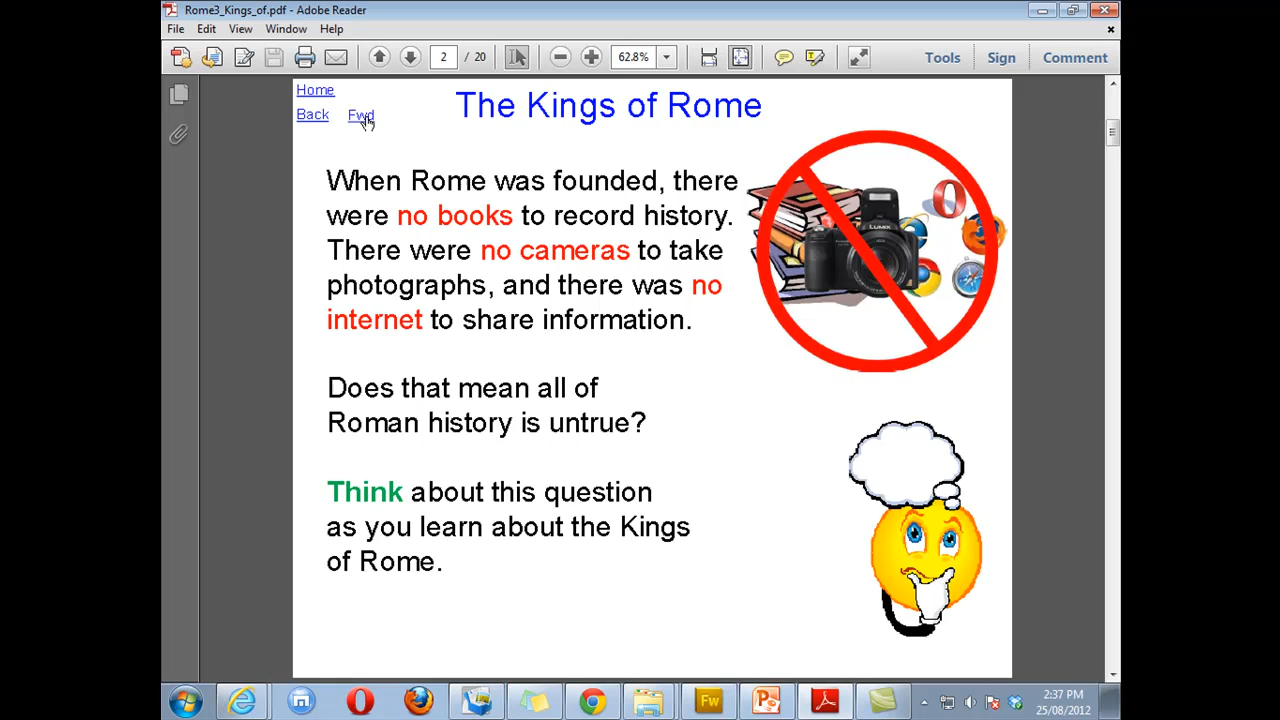 Rome3_Kings_of.pdf - Adobe Reader
File Edit View Window Help
2 / 20 62.8% Tools Sign Comment
Home
Back Fwd
The Kings of Rome
When Rome was founded, there
were no books to record history.
There were no cameras to take
photographs, and there was no
internet to share information.
LUMIX
Does that mean all of
Roman history is untrue?
Think about this question
as you learn about the Kings
of Rome.
Fw
2:37 PM
25/08/2012